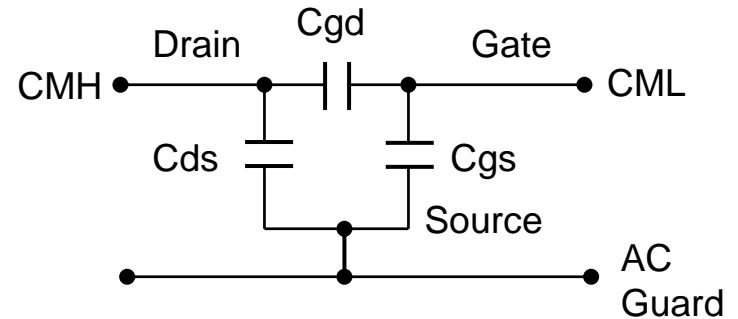 Cgd
Drain
Gate
CMH
CML
Cds
Cgs
Source
AC
Guard